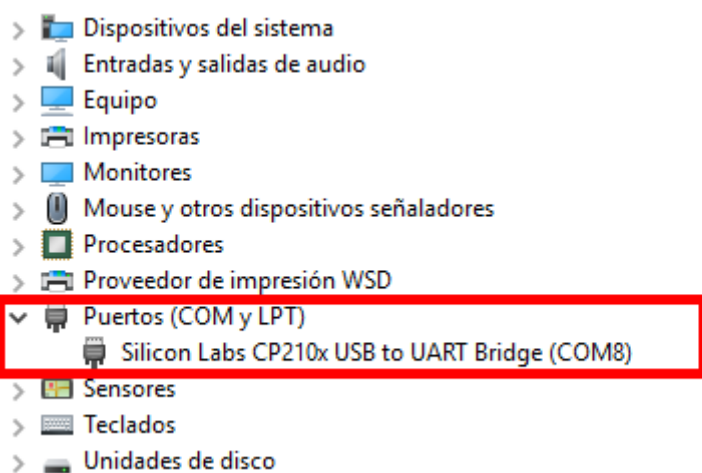 Dispositivos del sistema
Entradas y salidas de audio
Equipo
Impresoras
Monitores
Mouse y otros dispositivos señaladores
Procesadores
Proveedor de impresión WSD
Puertos (COM y LPT)
Silicon Labs CP210x USB to UART Bridge (COM8)
Sensores
Teclados
Unidades de disco